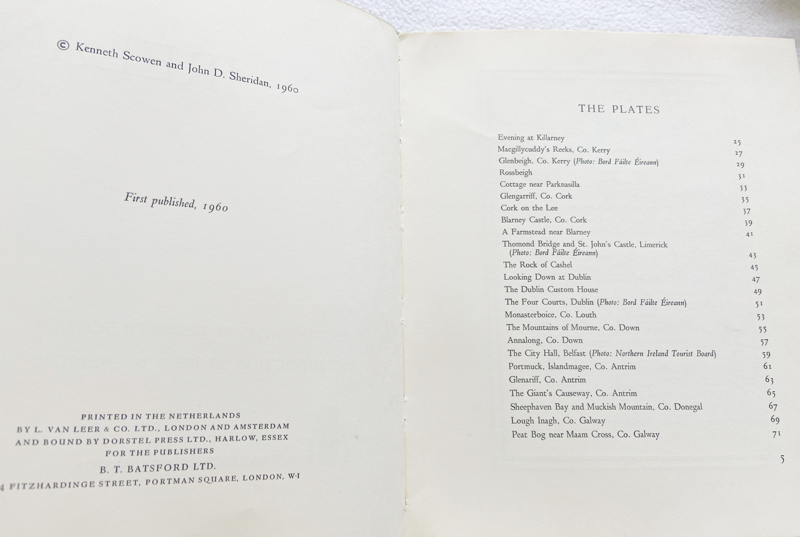 © Kenneth Scowen and John D. Sheridan, 1960
First published, 1960
PRINTED IN THE NETHERLANDS
BY L. VAN LEER & CO. LTD., LONDON AND AMSTERDAM
AND BOUND BY DORSTEL PRESS LTD., HARLOW, ESSEX
FOR THE PUBLISHERS
B. T. BATSFORD LTD.
4 FITZHARDINGE STREET, PORTMAN SQUARE, LONDON, W·I
THE PLATES
Evening at Killarney 25
Macgillycuddy's Reeks, Co. Kerry 27
Glenbeigh, Co. Kerry (Photo: Bord Fáilte Éireann) 29
Rossbeigh 31
Cottage near Parknasilla 33
Glengarriff, Co. Cork 35
Cork on the Lee 37
Blarney Castle, Co. Cork 39
A Farmstead near Blarney 41
Thomond Bridge and St. John's Castle, Limerick
(Photo: Bord Fáilte Éireann) 43
The Rock of Cashel 45
Looking Down at Dublin 47
The Dublin Custom House 49
The Four Courts, Dublin (Photo: Bord Fáilte Éireann) 51
Monasterboice, Co. Louth 53
The Mountains of Mourne, Co. Down 55
Annalong, Co. Down 57
The City Hall, Belfast (Photo: Northern Ireland Tourist Board) 59
Portmuck, Islandmagee, Co. Antrim 61
Glenariff, Co. Antrim 63
The Giant's Causeway, Co. Antrim 65
Sheephaven Bay and Muckish Mountain, Co. Donegal 67
Lough Inagh, Co. Galway 69
Peat Bog near Maam Cross, Co. Galway 71
5